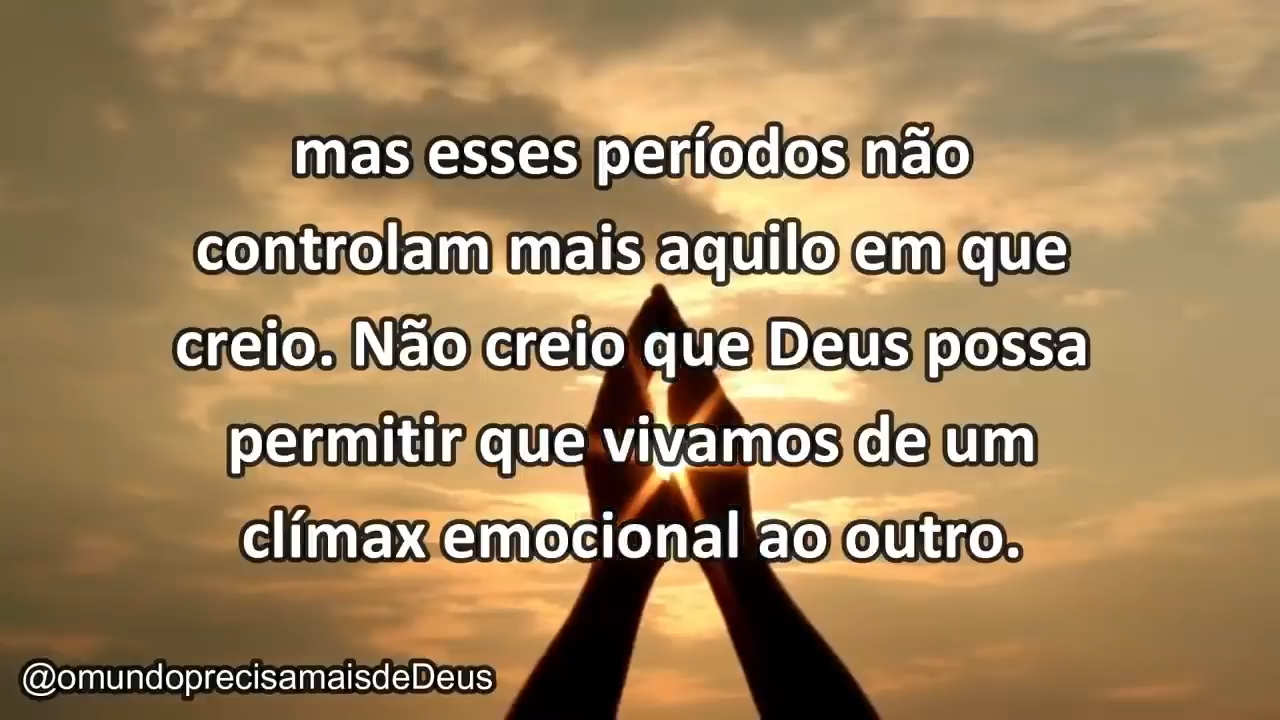 mas esses períodos não
controlam mais aquilo em que
creio. Não creio que Deus possa
permitir que vivamos de um
clímax emocional ao outro.
@omundoprecisamaisdeDeus